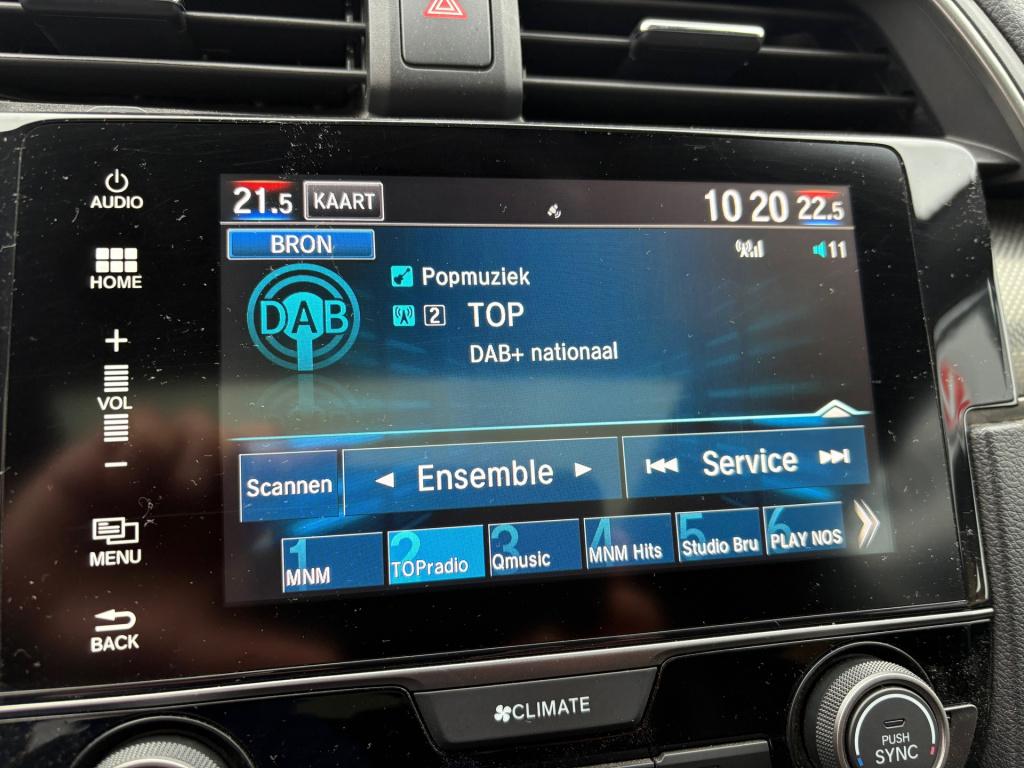 AUDIO
HOME
+
VOL
-
MENU
BACK
21.5 KAART 10 20 22.5
BRON 11
DAB Popmuziek
2 TOP
DAB+ nationaal
Scannen Ensemble Service
1 MNM 2 TOPradio 3 Qmusic 4 MNM Hits 5 Studio Bru 6 PLAY NOS
CLIMATE
PUSH
SYNC